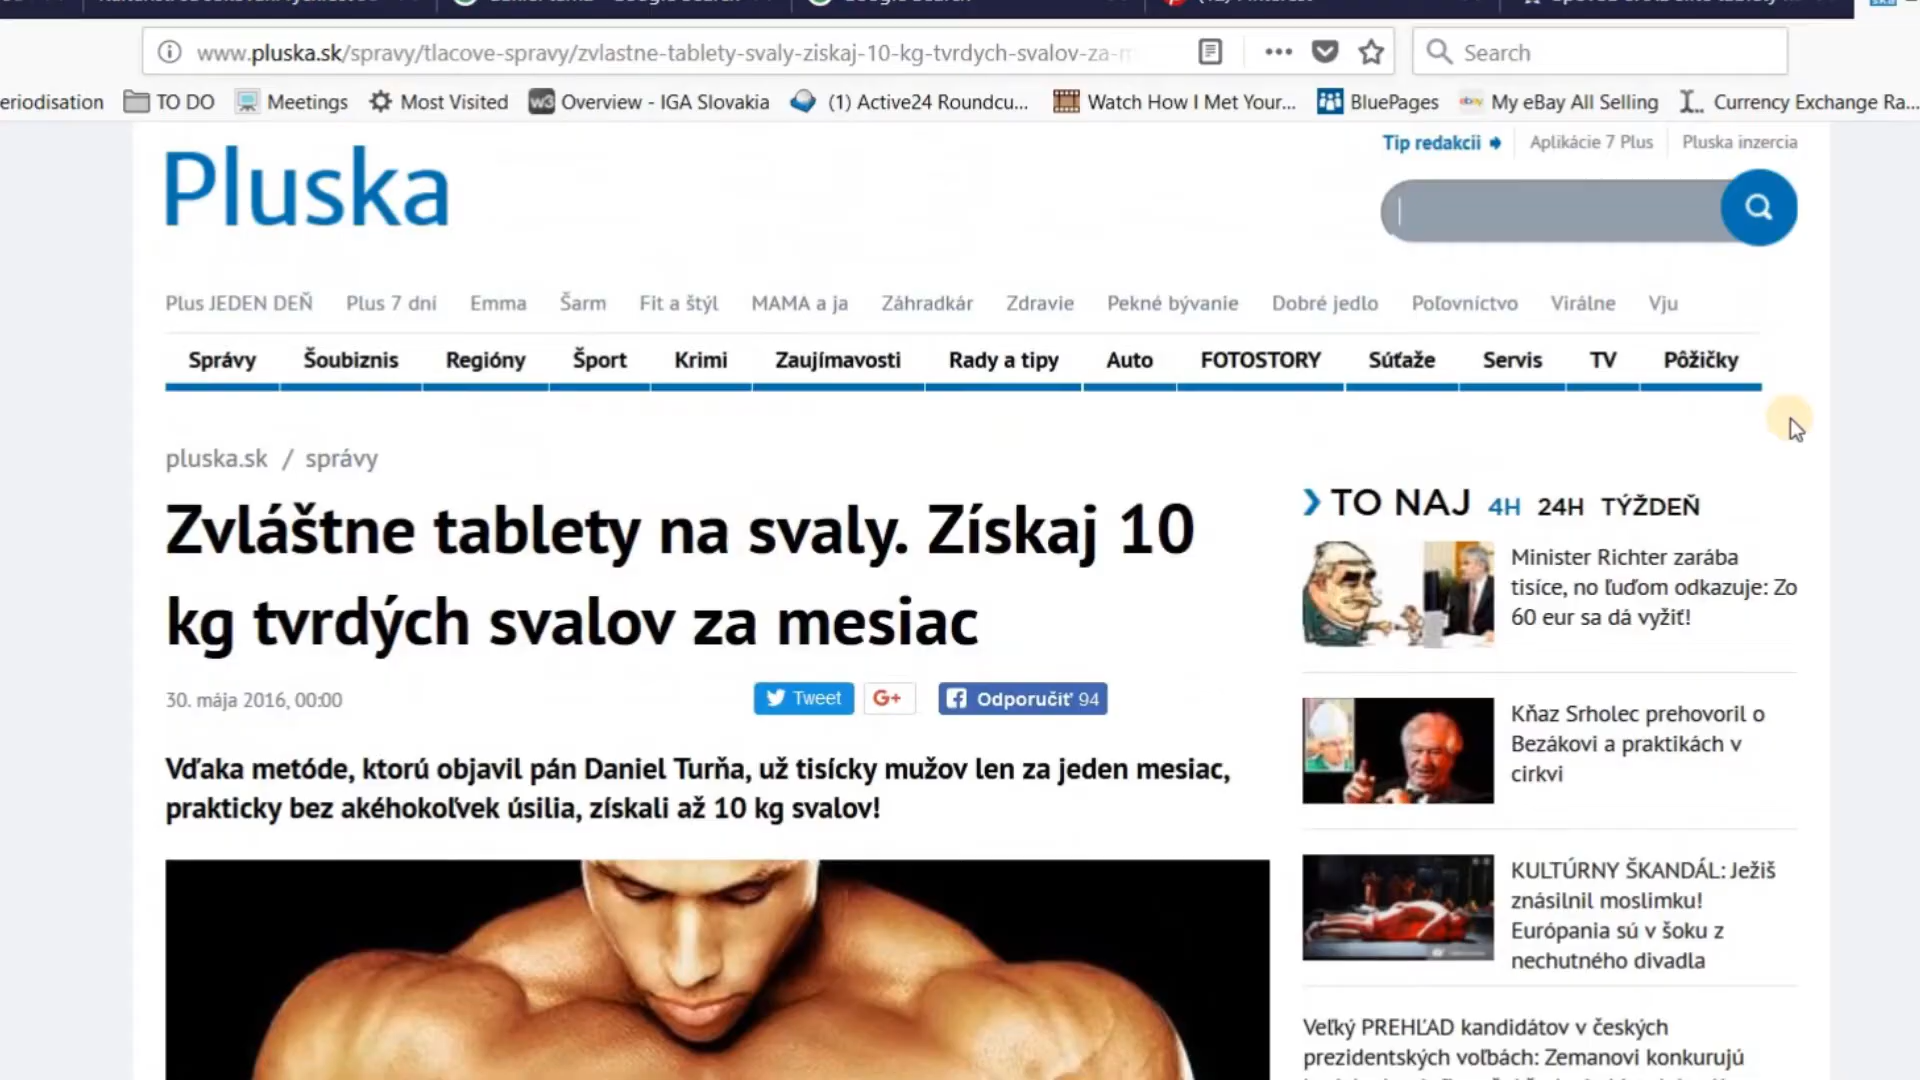 www.pluska.sk/spravy/tlacove-spravy/zvlastne-tablety-svaly-ziskaj-10-kg-tvrdych-svalov-za-m
Search
eriodisation
TO DO
Meetings
Most Visited
w3 Overview - IGA Slovakia
(1) Active24 Roundcu...
Watch How I Met Your...
BluePages
ebay My eBay All Selling
Currency Exchange Ra...
Tip redakcii
Aplikácie 7 Plus
Pluska inzercia
Pluska
Plus JEDEN DEŇ Plus 7 dní Emma Šarm Fit a štýl MAMA a ja Záhradkár Zdravie Pekné bývanie Dobré jedlo Poľovníctvo Virálne Vju
Správy Šoubiznis Regióny Šport Krimi Zaujímavosti Rady a tipy Auto FOTOSTORY Súťaže Servis TV Pôžičky
pluska.sk / správy
Zvláštne tablety na svaly. Získaj 10
kg tvrdých svalov za mesiac
30. mája 2016, 00:00
Tweet
G+
Odporučiť 94
Vďaka metóde, ktorú objavil pán Daniel Turňa, už tisícky mužov len za jeden mesiac,
prakticky bez akéhokoľvek úsilia, získali až 10 kg svalov!
TO NAJ 4H 24H TÝŽDEŇ
Minister Richter zarába
tisíce, no ľuďom odkazuje: Zo
60 eur sa dá vyžiť!
Kňaz Srholec prehovoril o
Bezákovi a praktikách v
cirkvi
KULTÚRNY ŠKANDÁL: Ježiš
znásilnil moslimku!
Európania sú v šoku z
nechutného divadla
Veľký PREHĽAD kandidátov v českých
prezidentských voľbách: Zemanovi konkurujú